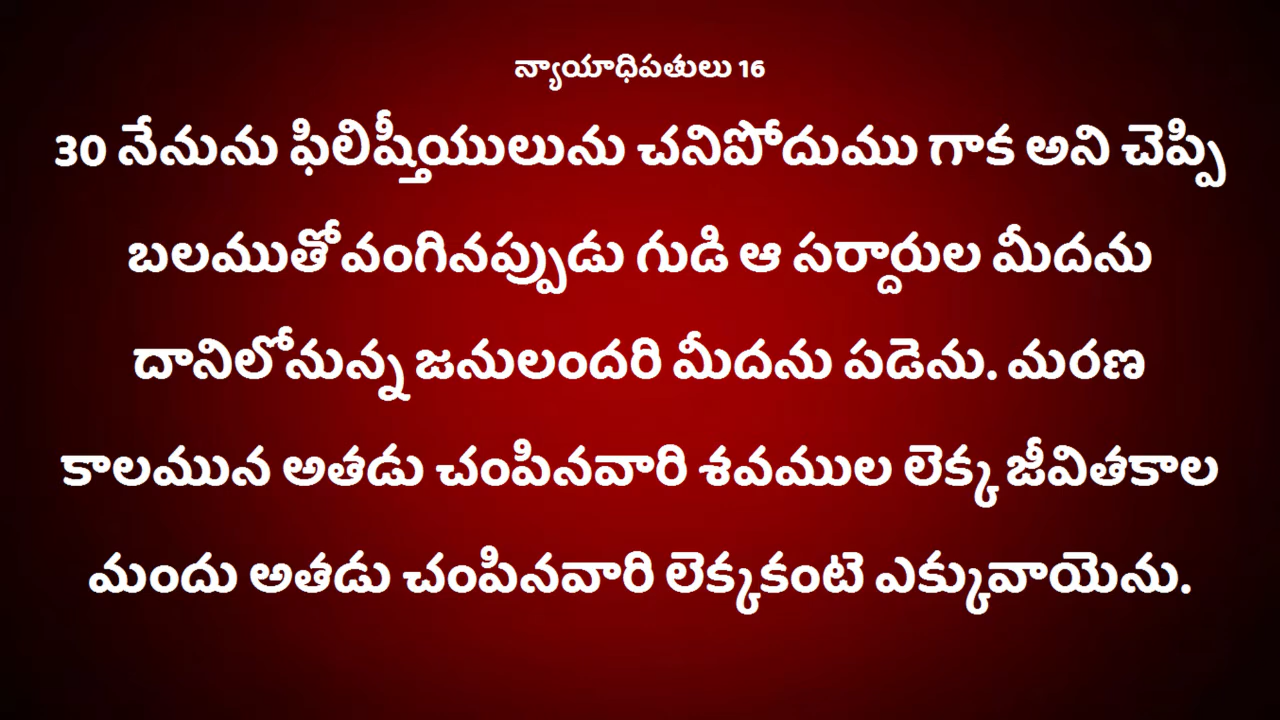 న్యాయాధిపతులు 16
30 నేనును ఫిలిష్తీయులును చనిపోదుము గాక అని చెప్పి
బలముతో వంగినప్పుడు గుడి ఆ సర్దారుల మీదను
దానిలోనున్న జనులందరి మీదను పడెను. మరణ
కాలమున అతడు చంపినవారి శవముల లెక్క జీవితకాల
మందు అతడు చంపినవారి లెక్కకంటె ఎక్కువాయెను.